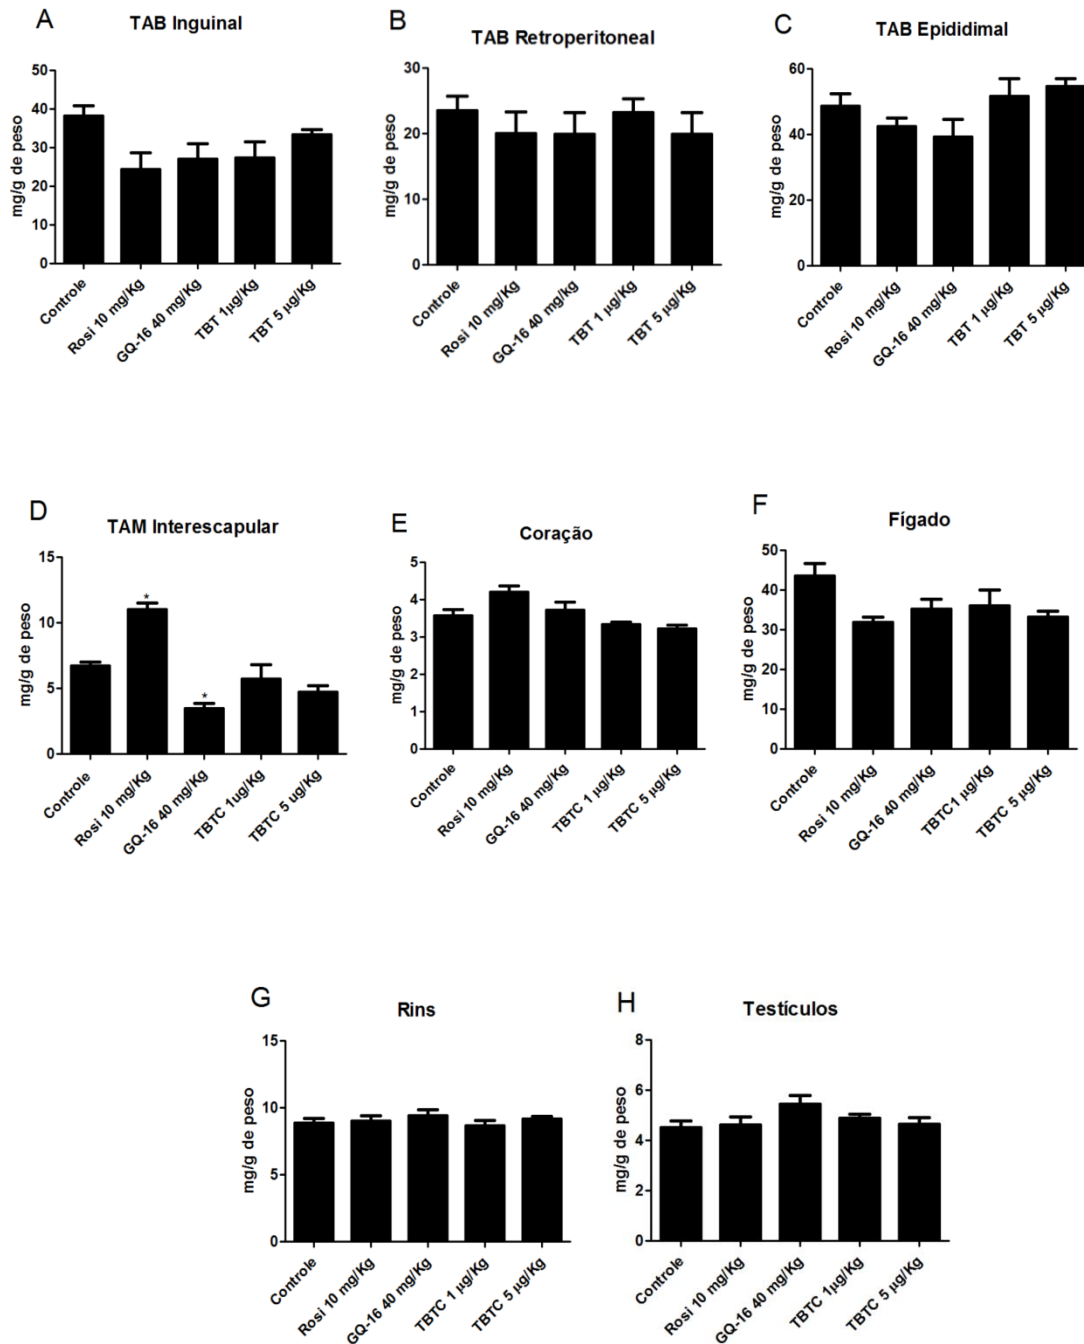 A
TAB Inguinal
mg/g de peso
50
40
30
20
10
0
Controle
Rosi 10 mg/Kg
GQ-16 40 mg/Kg
TBT 1µg/Kg
TBT 5 µg/Kg
B
TAB Retroperitoneal
mg/g de peso
30
20
10
0
Controle
Rosi 10 mg/Kg
GQ-16 40 mg/Kg
TBT 1 µg/Kg
TBT 5 µg/Kg
C
TAB Epididimal
mg/g de peso
60
40
20
0
Controle
Rosi 10 mg/Kg
GQ-16 40 mg/Kg
TBT 1 µg/Kg
TBT 5 µg/Kg
D
TAM Interescapular
mg/g de peso
15
10
5
0
*
*
Controle
Rosi 10 mg/Kg
GQ-16 40 mg/Kg
TBTC 1ug/Kg
TBTC 5 ug/Kg
E
Coração
mg/g de peso
5
4
3
2
1
0
Controle
Rosi 10 mg/Kg
GQ-16 40 mg/Kg
TBTC 1 µg/Kg
TBTC 5 µg/Kg
F
Fígado
mg/g de peso
50
40
30
20
10
0
Controle
Rosi 10 mg/Kg
GQ-16 40 mg/Kg
TBTC1 µg/Kg
TBTC 5 µg/Kg
G
Rins
mg/g de peso
15
10
5
0
Controle
Rosi 10 mg/Kg
GQ-16 40 mg/Kg
TBTC 1 µg/Kg
TBTC 5 µg/Kg
H
Testículos
mg/g de peso
8
6
4
2
0
Controle
Rosi 10 mg/Kg
GQ-16 40 mg/Kg
TBTC 1µg/Kg
TBTC 5 µg/Kg